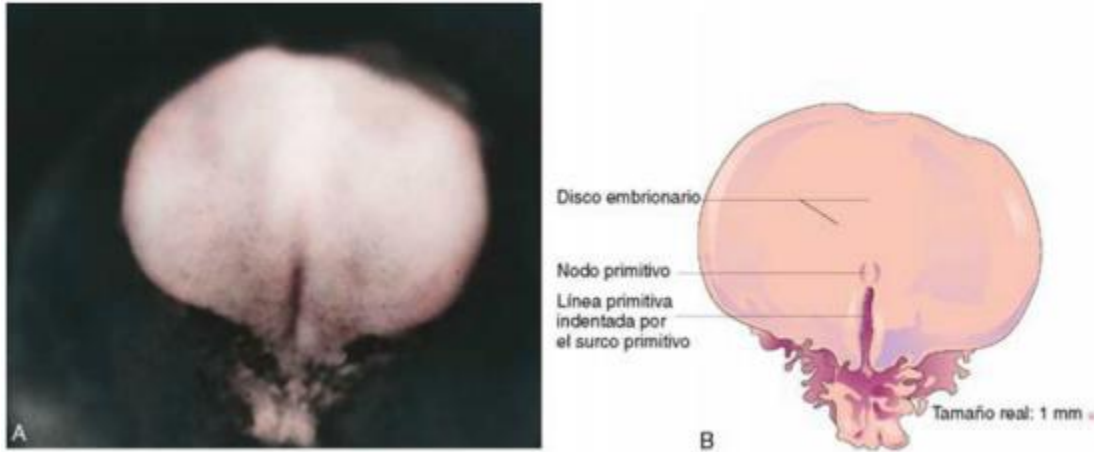 A
Disco embrionario
Nodo primitivo
Línea primitiva
indentada por
el surco primitivo
Tamaño real: 1 mm
B